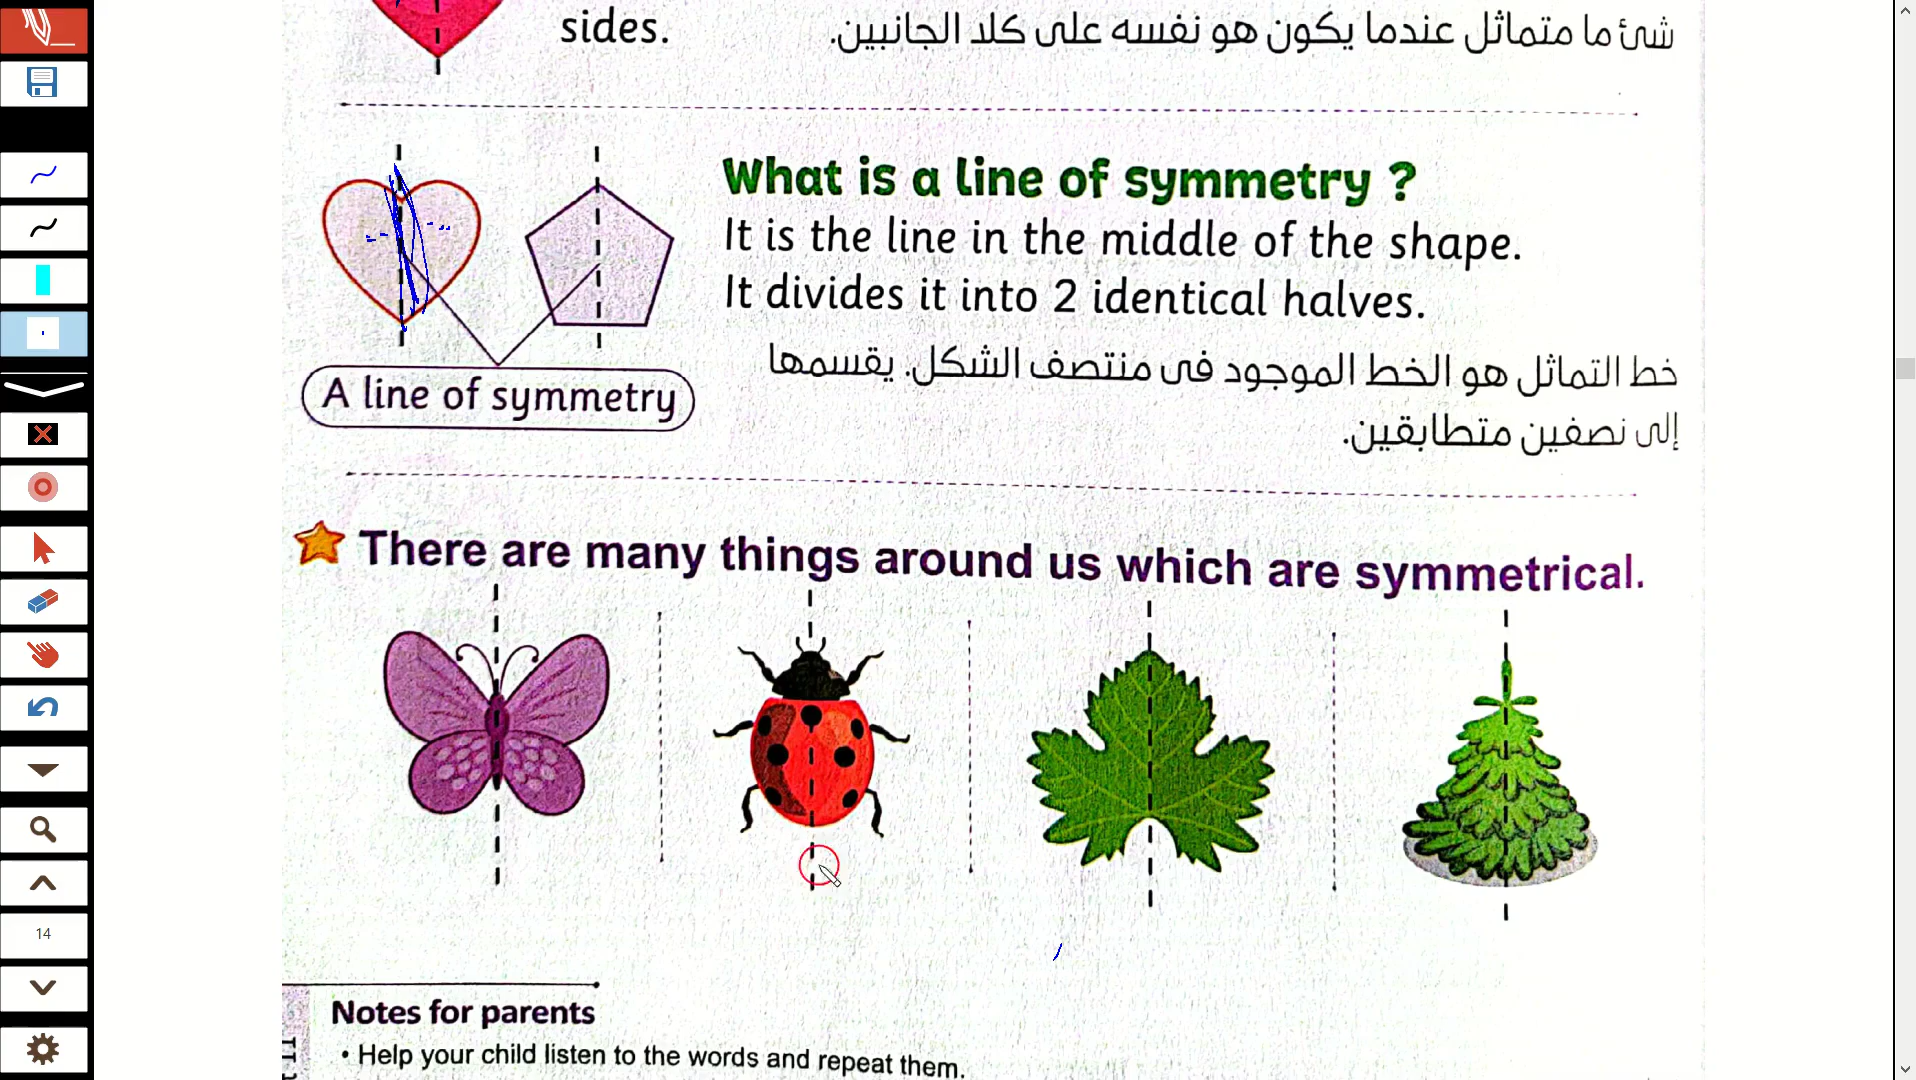 sides.
شئ ما متماثل عندما يكون هو نفسه على كلا الجانبين.
What is a line of symmetry ?
It is the line in the middle of the shape.
It divides it into 2 identical halves.
خط التماثل هو الخط الموجود فى منتصف الشكل. يقسمها
إلى نصفين متطابقين.
A line of symmetry
There are many things around us which are symmetrical.
14
Notes for parents
• Help your child listen to the words and repeat them.